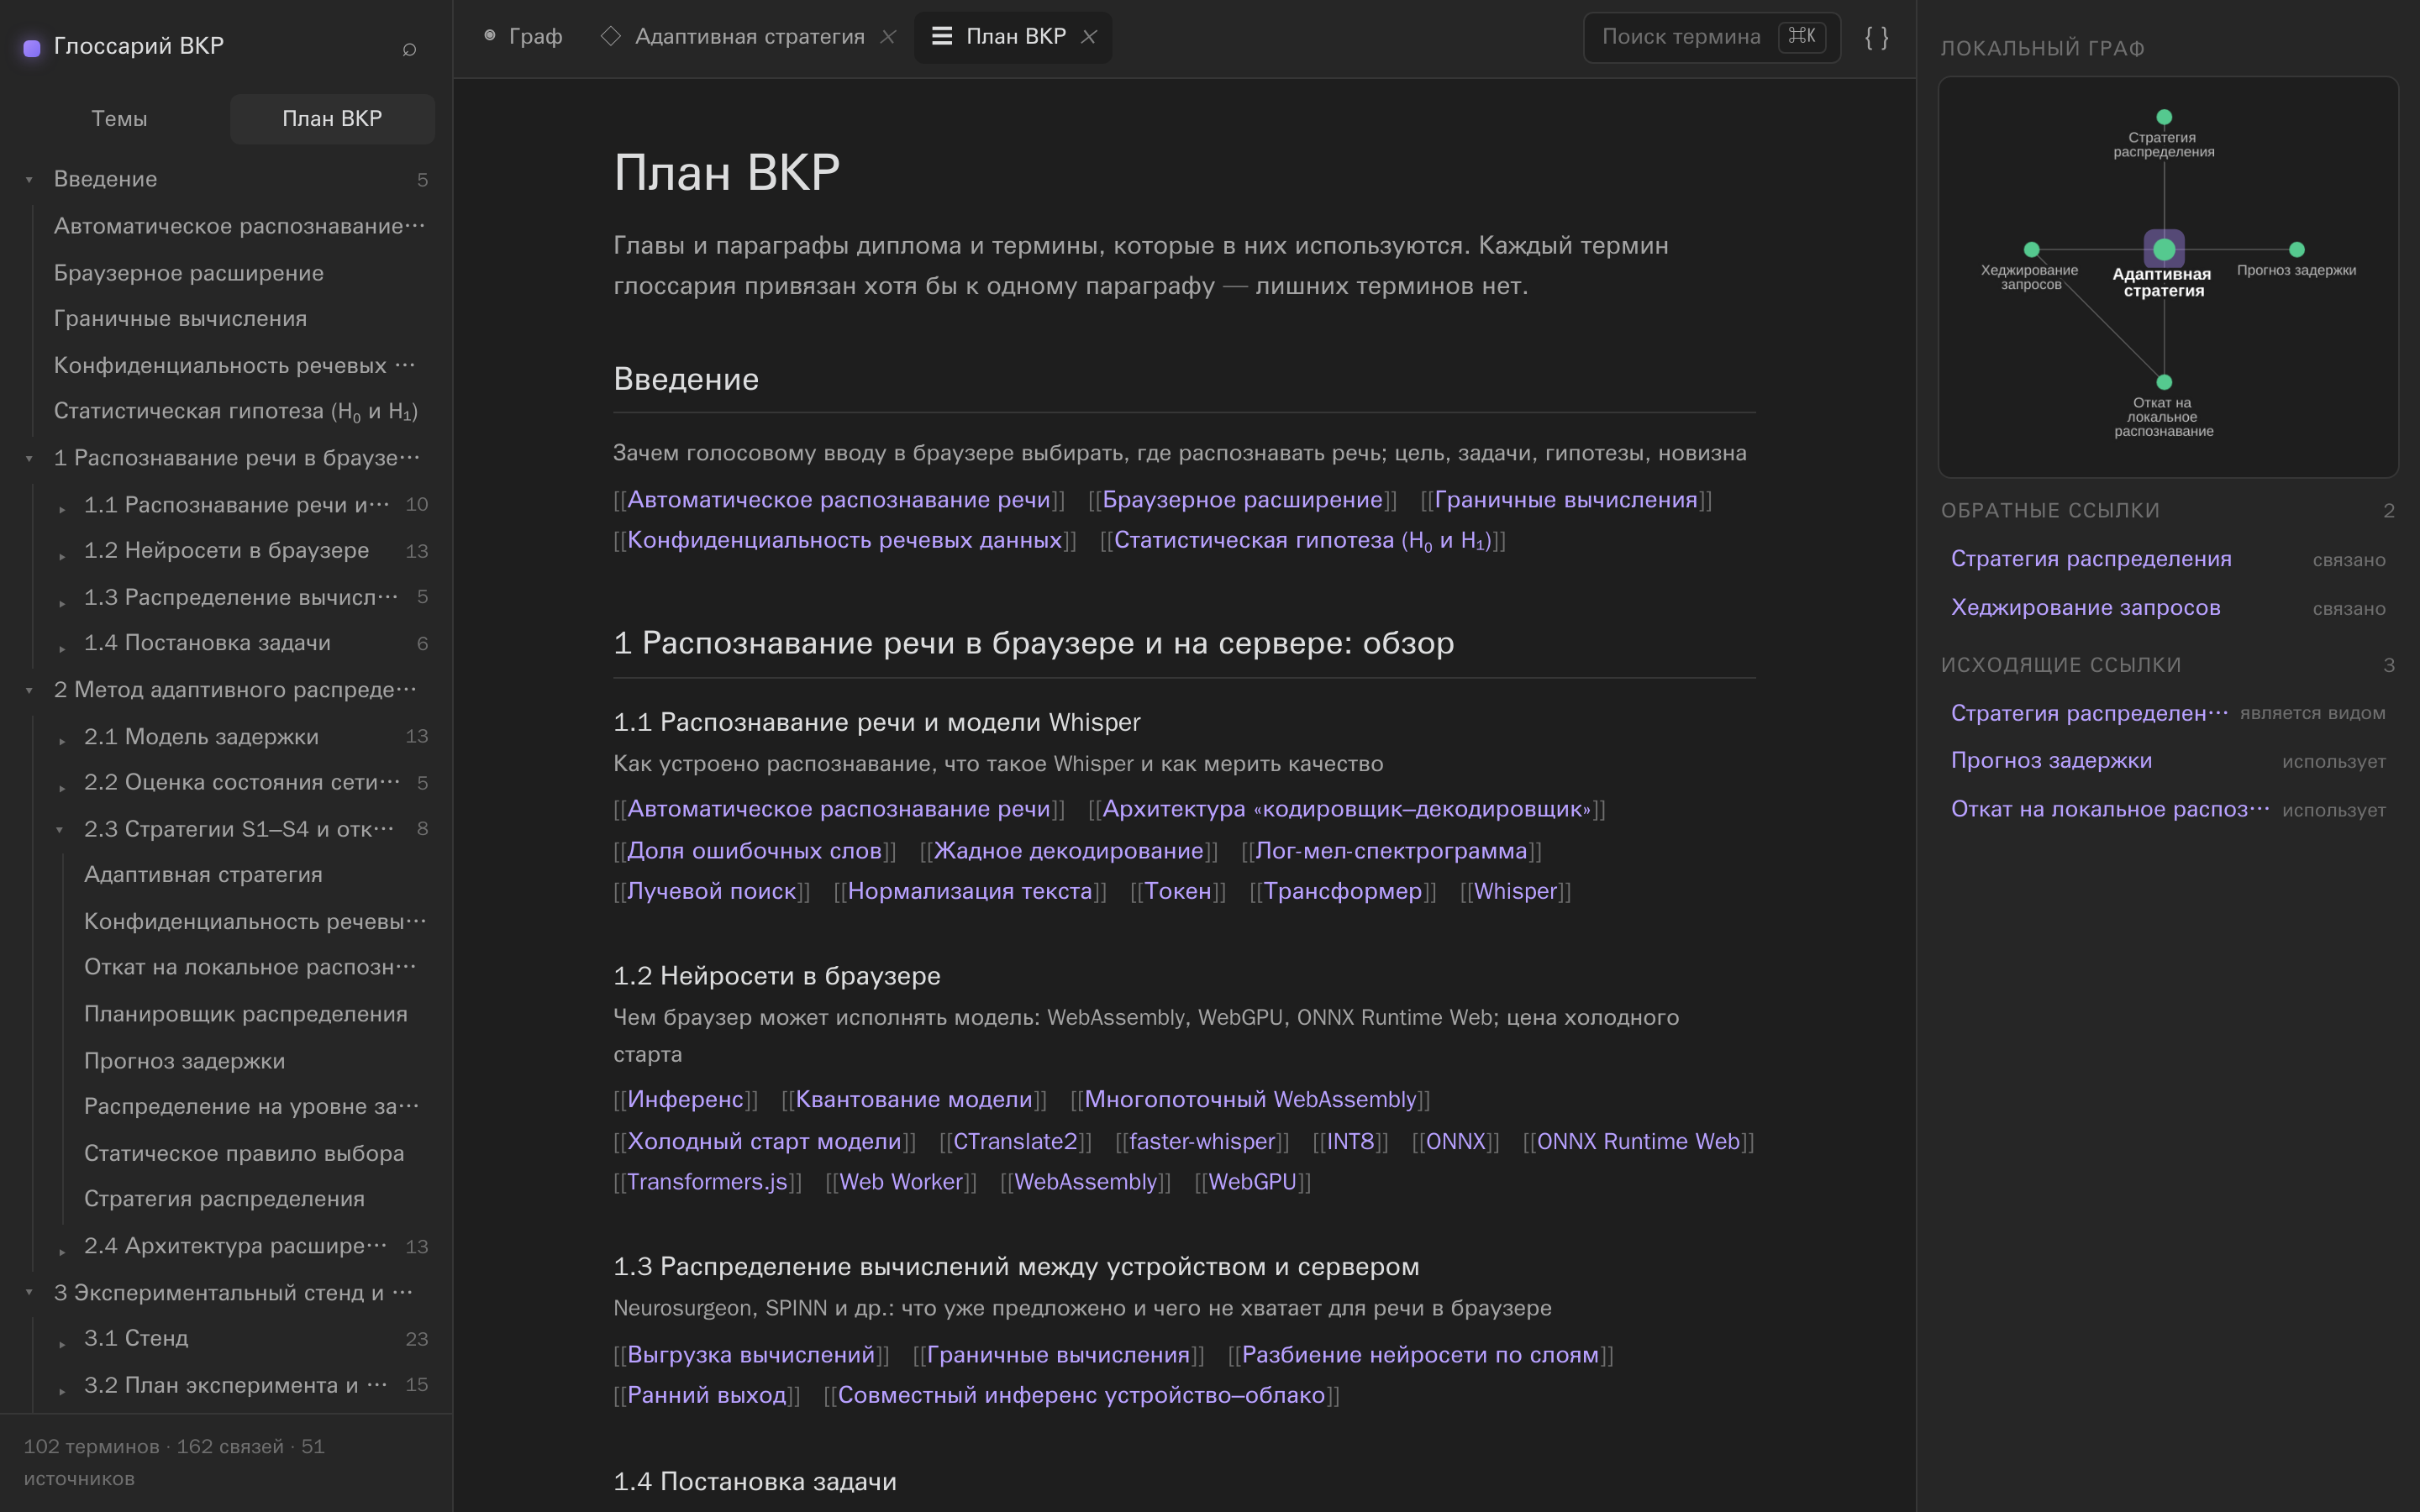 Глоссарий ВКР
Темы
План ВКР
Введение 5
Автоматическое распознавание…
Браузерное расширение
Граничные вычисления
Конфиденциальность речевых …
Статистическая гипотеза (H₀ и H₁)
1 Распознавание речи в браузе…
1.1 Распознавание речи и… 10
1.2 Нейросети в браузере 13
1.3 Распределение вычисл… 5
1.4 Постановка задачи 6
2 Метод адаптивного распреде…
2.1 Модель задержки 13
2.2 Оценка состояния сети… 5
2.3 Стратегии S1–S4 и отк… 8
Адаптивная стратегия
Конфиденциальность речевы…
Откат на локальное распозн…
Планировщик распределения
Прогноз задержки
Распределение на уровне за…
Статическое правило выбора
Стратегия распределения
2.4 Архитектура расшире… 13
3 Экспериментальный стенд и …
3.1 Стенд 23
3.2 План эксперимента и … 15
102 терминов · 162 связей · 51
источников
Граф
Адаптивная стратегия ×
План ВКР ×
Поиск термина ⌘K
{ }
План ВКР
Главы и параграфы диплома и термины, которые в них используются. Каждый термин
глоссария привязан хотя бы к одному параграфу — лишних терминов нет.
Введение
Зачем голосовому вводу в браузере выбирать, где распознавать речь; цель, задачи, гипотезы, новизна
[[Автоматическое распознавание речи]] [[Браузерное расширение]] [[Граничные вычисления]]
[[Конфиденциальность речевых данных]] [[Статистическая гипотеза (H₀ и H₁)]]
1 Распознавание речи в браузере и на сервере: обзор
1.1 Распознавание речи и модели Whisper
Как устроено распознавание, что такое Whisper и как мерить качество
[[Автоматическое распознавание речи]] [[Архитектура «кодировщик–декодировщик»]]
[[Доля ошибочных слов]] [[Жадное декодирование]] [[Лог-мел-спектрограмма]]
[[Лучевой поиск]] [[Нормализация текста]] [[Токен]] [[Трансформер]] [[Whisper]]
1.2 Нейросети в браузере
Чем браузер может исполнять модель: WebAssembly, WebGPU, ONNX Runtime Web; цена холодного
старта
[[Инференс]] [[Квантование модели]] [[Многопоточный WebAssembly]]
[[Холодный старт модели]] [[CTranslate2]] [[faster-whisper]] [[INT8]] [[ONNX]] [[ONNX Runtime Web]]
[[Transformers.js]] [[Web Worker]] [[WebAssembly]] [[WebGPU]]
1.3 Распределение вычислений между устройством и сервером
Neurosurgeon, SPINN и др.: что уже предложено и чего не хватает для речи в браузере
[[Выгрузка вычислений]] [[Граничные вычисления]] [[Разбиение нейросети по слоям]]
[[Ранний выход]] [[Совместный инференс устройство–облако]]
1.4 Постановка задачи
ЛОКАЛЬНЫЙ ГРАФ
Стратегия
распределения
Хеджирование
запросов
Адаптивная
стратегия
Прогноз задержки
Откат на
локальное
распознавание
ОБРАТНЫЕ ССЫЛКИ 2
Стратегия распределения связано
Хеджирование запросов связано
ИСХОДЯЩИЕ ССЫЛКИ 3
Стратегия распределен… является видом
Прогноз задержки использует
Откат на локальное распоз… использует